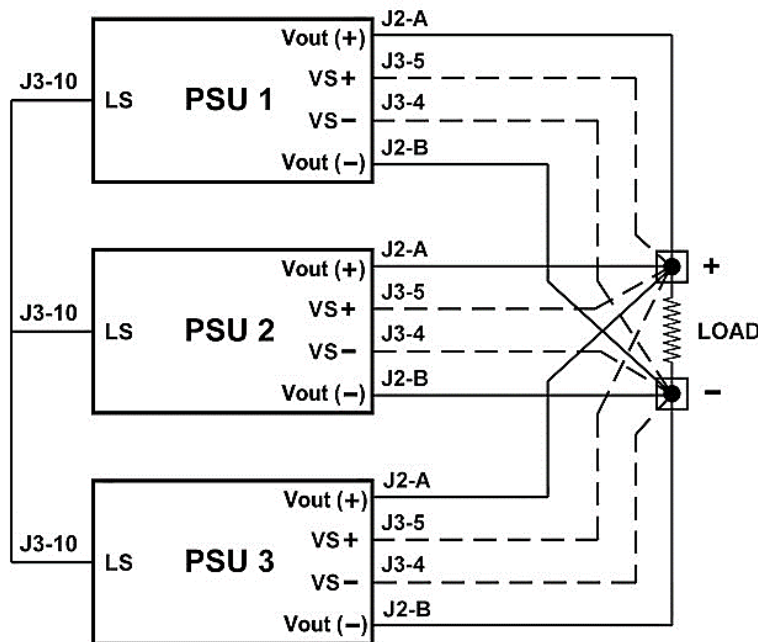 J2-A
Vout (+)
J3-5
J3-10
VS+
LS
PSU 1
J3-4
VS−
J2-B
Vout (−)
J2-A
Vout (+)
+
J3-5
J3-10
VS+
LS
PSU 2
LOAD
J3-4
VS−
J2-B
Vout (−)
−
J2-A
Vout (+)
J3-5
J3-10
VS+
LS
PSU 3
J3-4
VS−
J2-B
Vout (−)